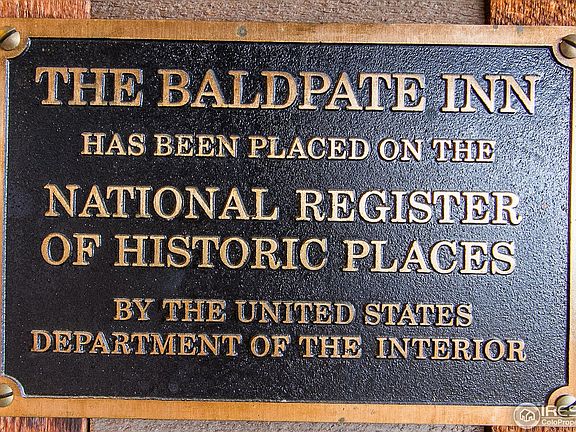 THE BALDPATE INN
HAS BEEN PLACED ON THE
NATIONAL REGISTER
OF HISTORIC PLACES
BY THE UNITED STATES
DEPARTMENT OF THE INTERIOR
IRES